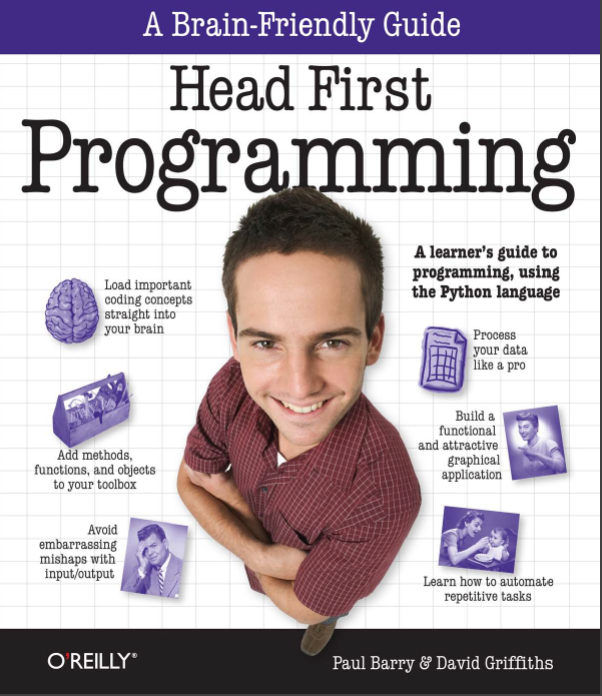 A Brain-Friendly Guide
Head First
Programming
A learner's guide to
programming, using
the Python language
Load important
coding concepts
straight into
your brain
Process
your data
like a pro
Add methods,
functions, and objects
to your toolbox
Build a
functional
and attractive
graphical
application
Avoid
embarrassing
mishaps with
input/output
Learn how to automate
repetitive tasks
O'REILLY®
Paul Barry & David Griffiths